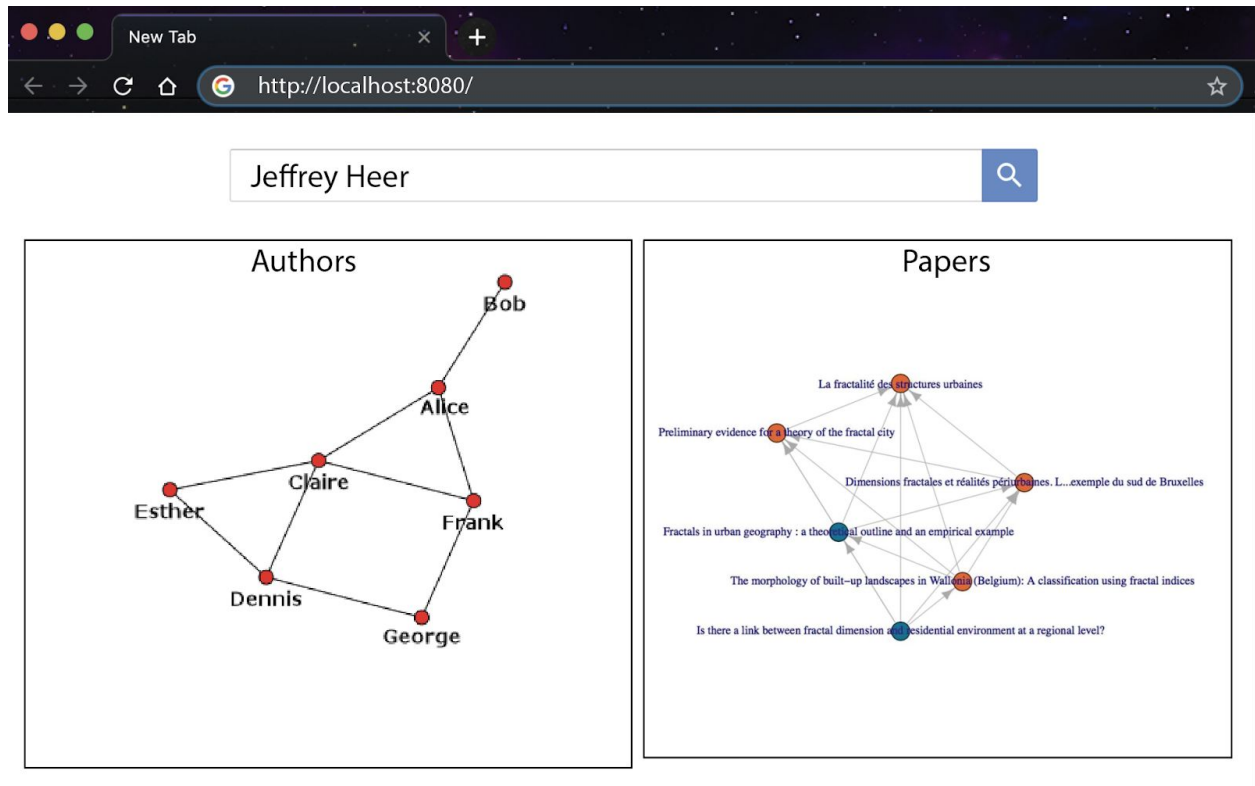 New Tab
http://localhost:8080/
Jeffrey Heer
Authors
Bob
Alice
Claire
Esther
Frank
Dennis
George
Papers
La fractalité des structures urbaines
Preliminary evidence for a theory of the fractal city
Dimensions fractales et réalités périurbaines. L...exemple du sud de Bruxelles
Fractals in urban geography : a theoretical outline and an empirical example
The morphology of built-up landscapes in Wallonia (Belgium): A classification using fractal indices
Is there a link between fractal dimension and residential environment at a regional level?